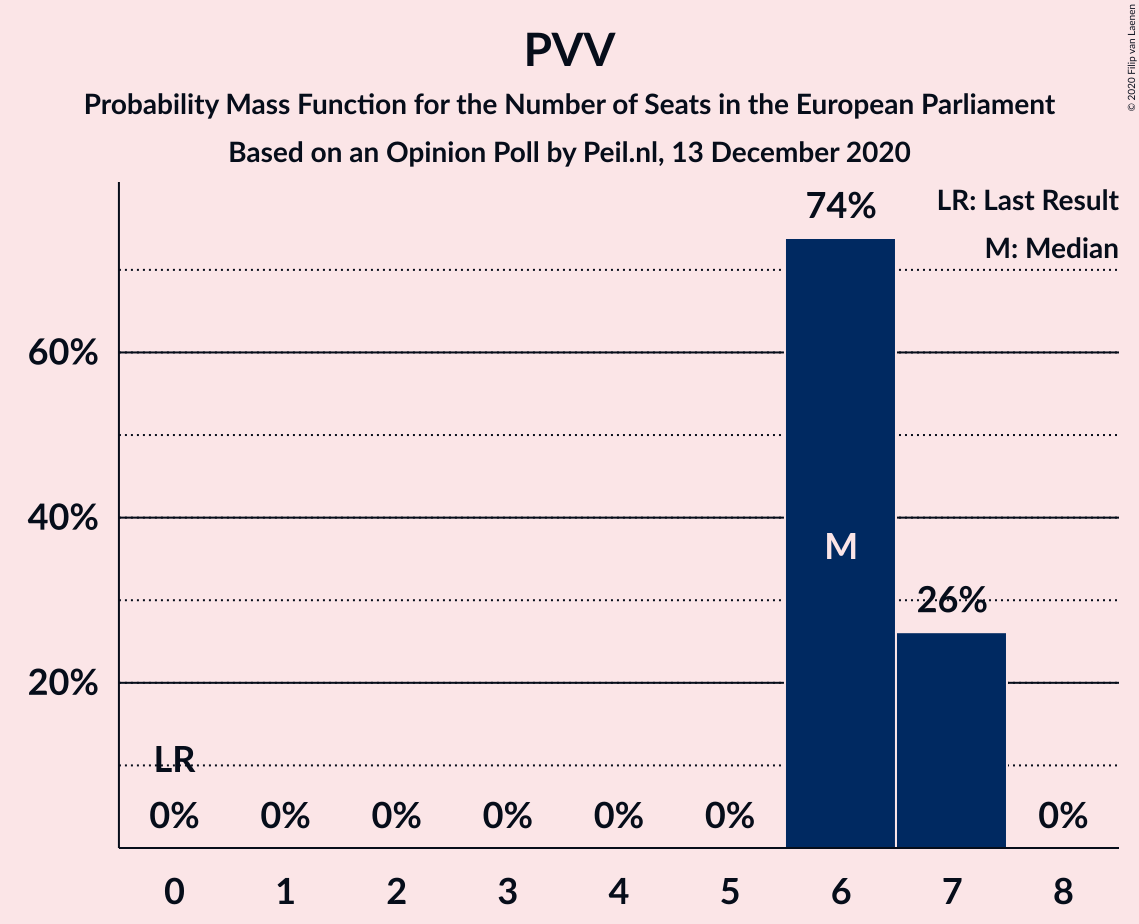 PVV
Probability Mass Function for the Number of Seats in the European Parliament
Based on an Opinion Poll by Peil.nl, 13 December 2020
© 2020 Filip van Laenen
LR: Last Result
M: Median
74%
60%
40%
20%
M
26%
LR
0% 0% 0% 0% 0% 0% 0%
0 1 2 3 4 5 6 7 8